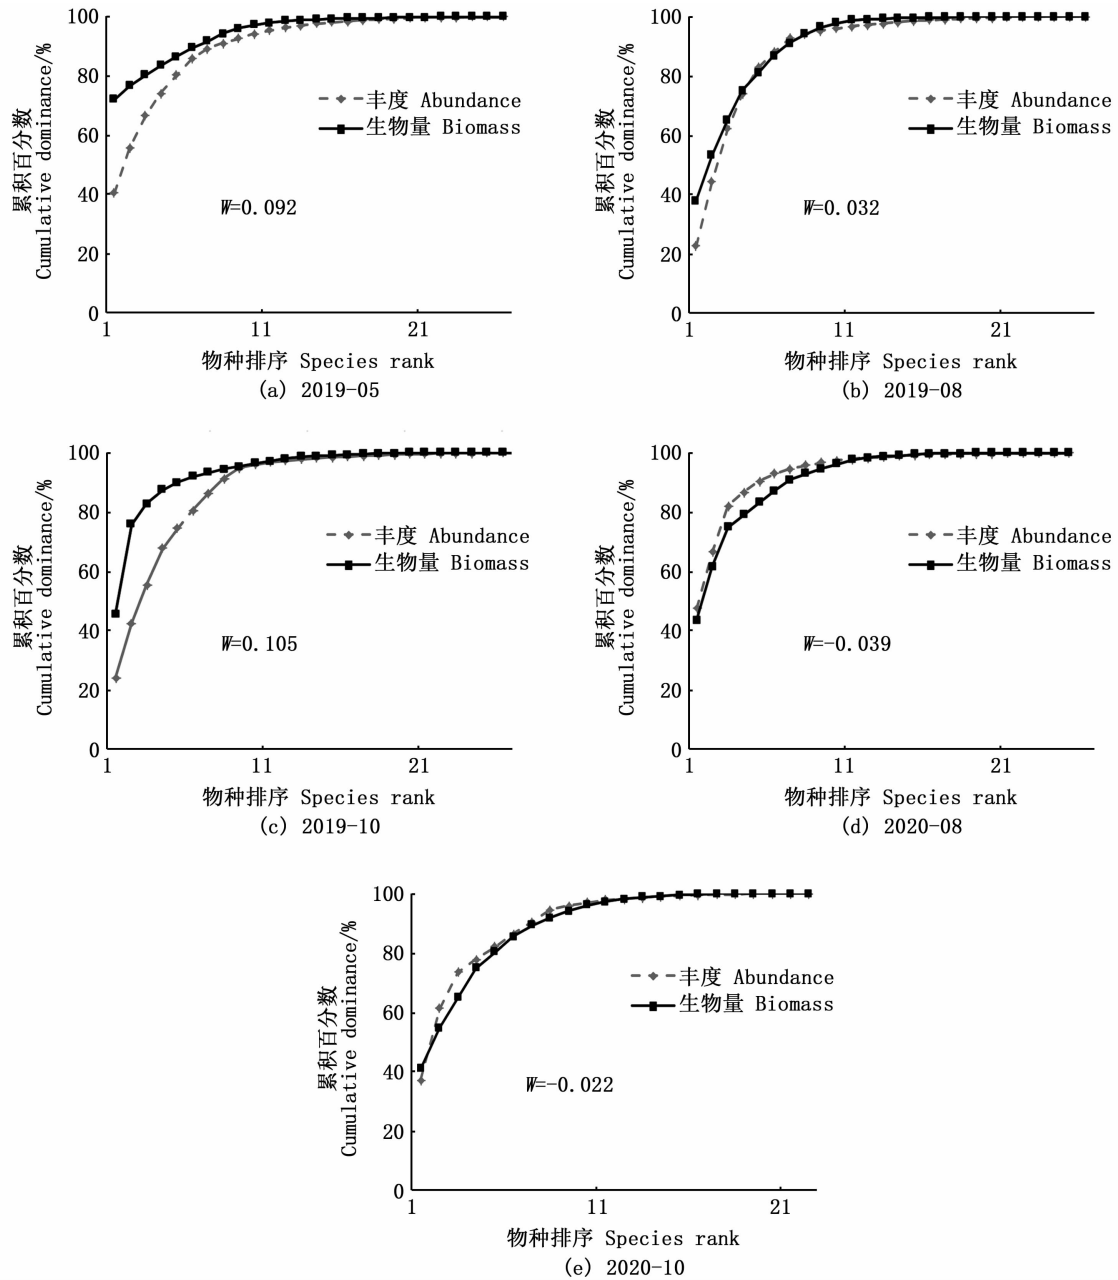 100
80
60
40
20
0
累积百分数
Cumulative dominance/%
丰度 Abundance
生物量 Biomass
W=0.092
1 11 21
物种排序 Species rank
(a) 2019-05
100
80
60
40
20
0
累积百分数
Cumulative dominance/%
丰度 Abundance
生物量 Biomass
W=0.032
1 11 21
物种排序 Species rank
(b) 2019-08
100
80
60
40
20
0
累积百分数
Cumulative dominance/%
丰度 Abundance
生物量 Biomass
W=0.105
1 11 21
物种排序 Species rank
(c) 2019-10
100
80
60
40
20
0
累积百分数
Cumulative dominance/%
丰度 Abundance
生物量 Biomass
W=-0.039
1 11 21
物种排序 Species rank
(d) 2020-08
100
80
60
40
20
0
累积百分数
Cumulative dominance/%
丰度 Abundance
生物量 Biomass
W=-0.022
1 11 21
物种排序 Species rank
(e) 2020-10